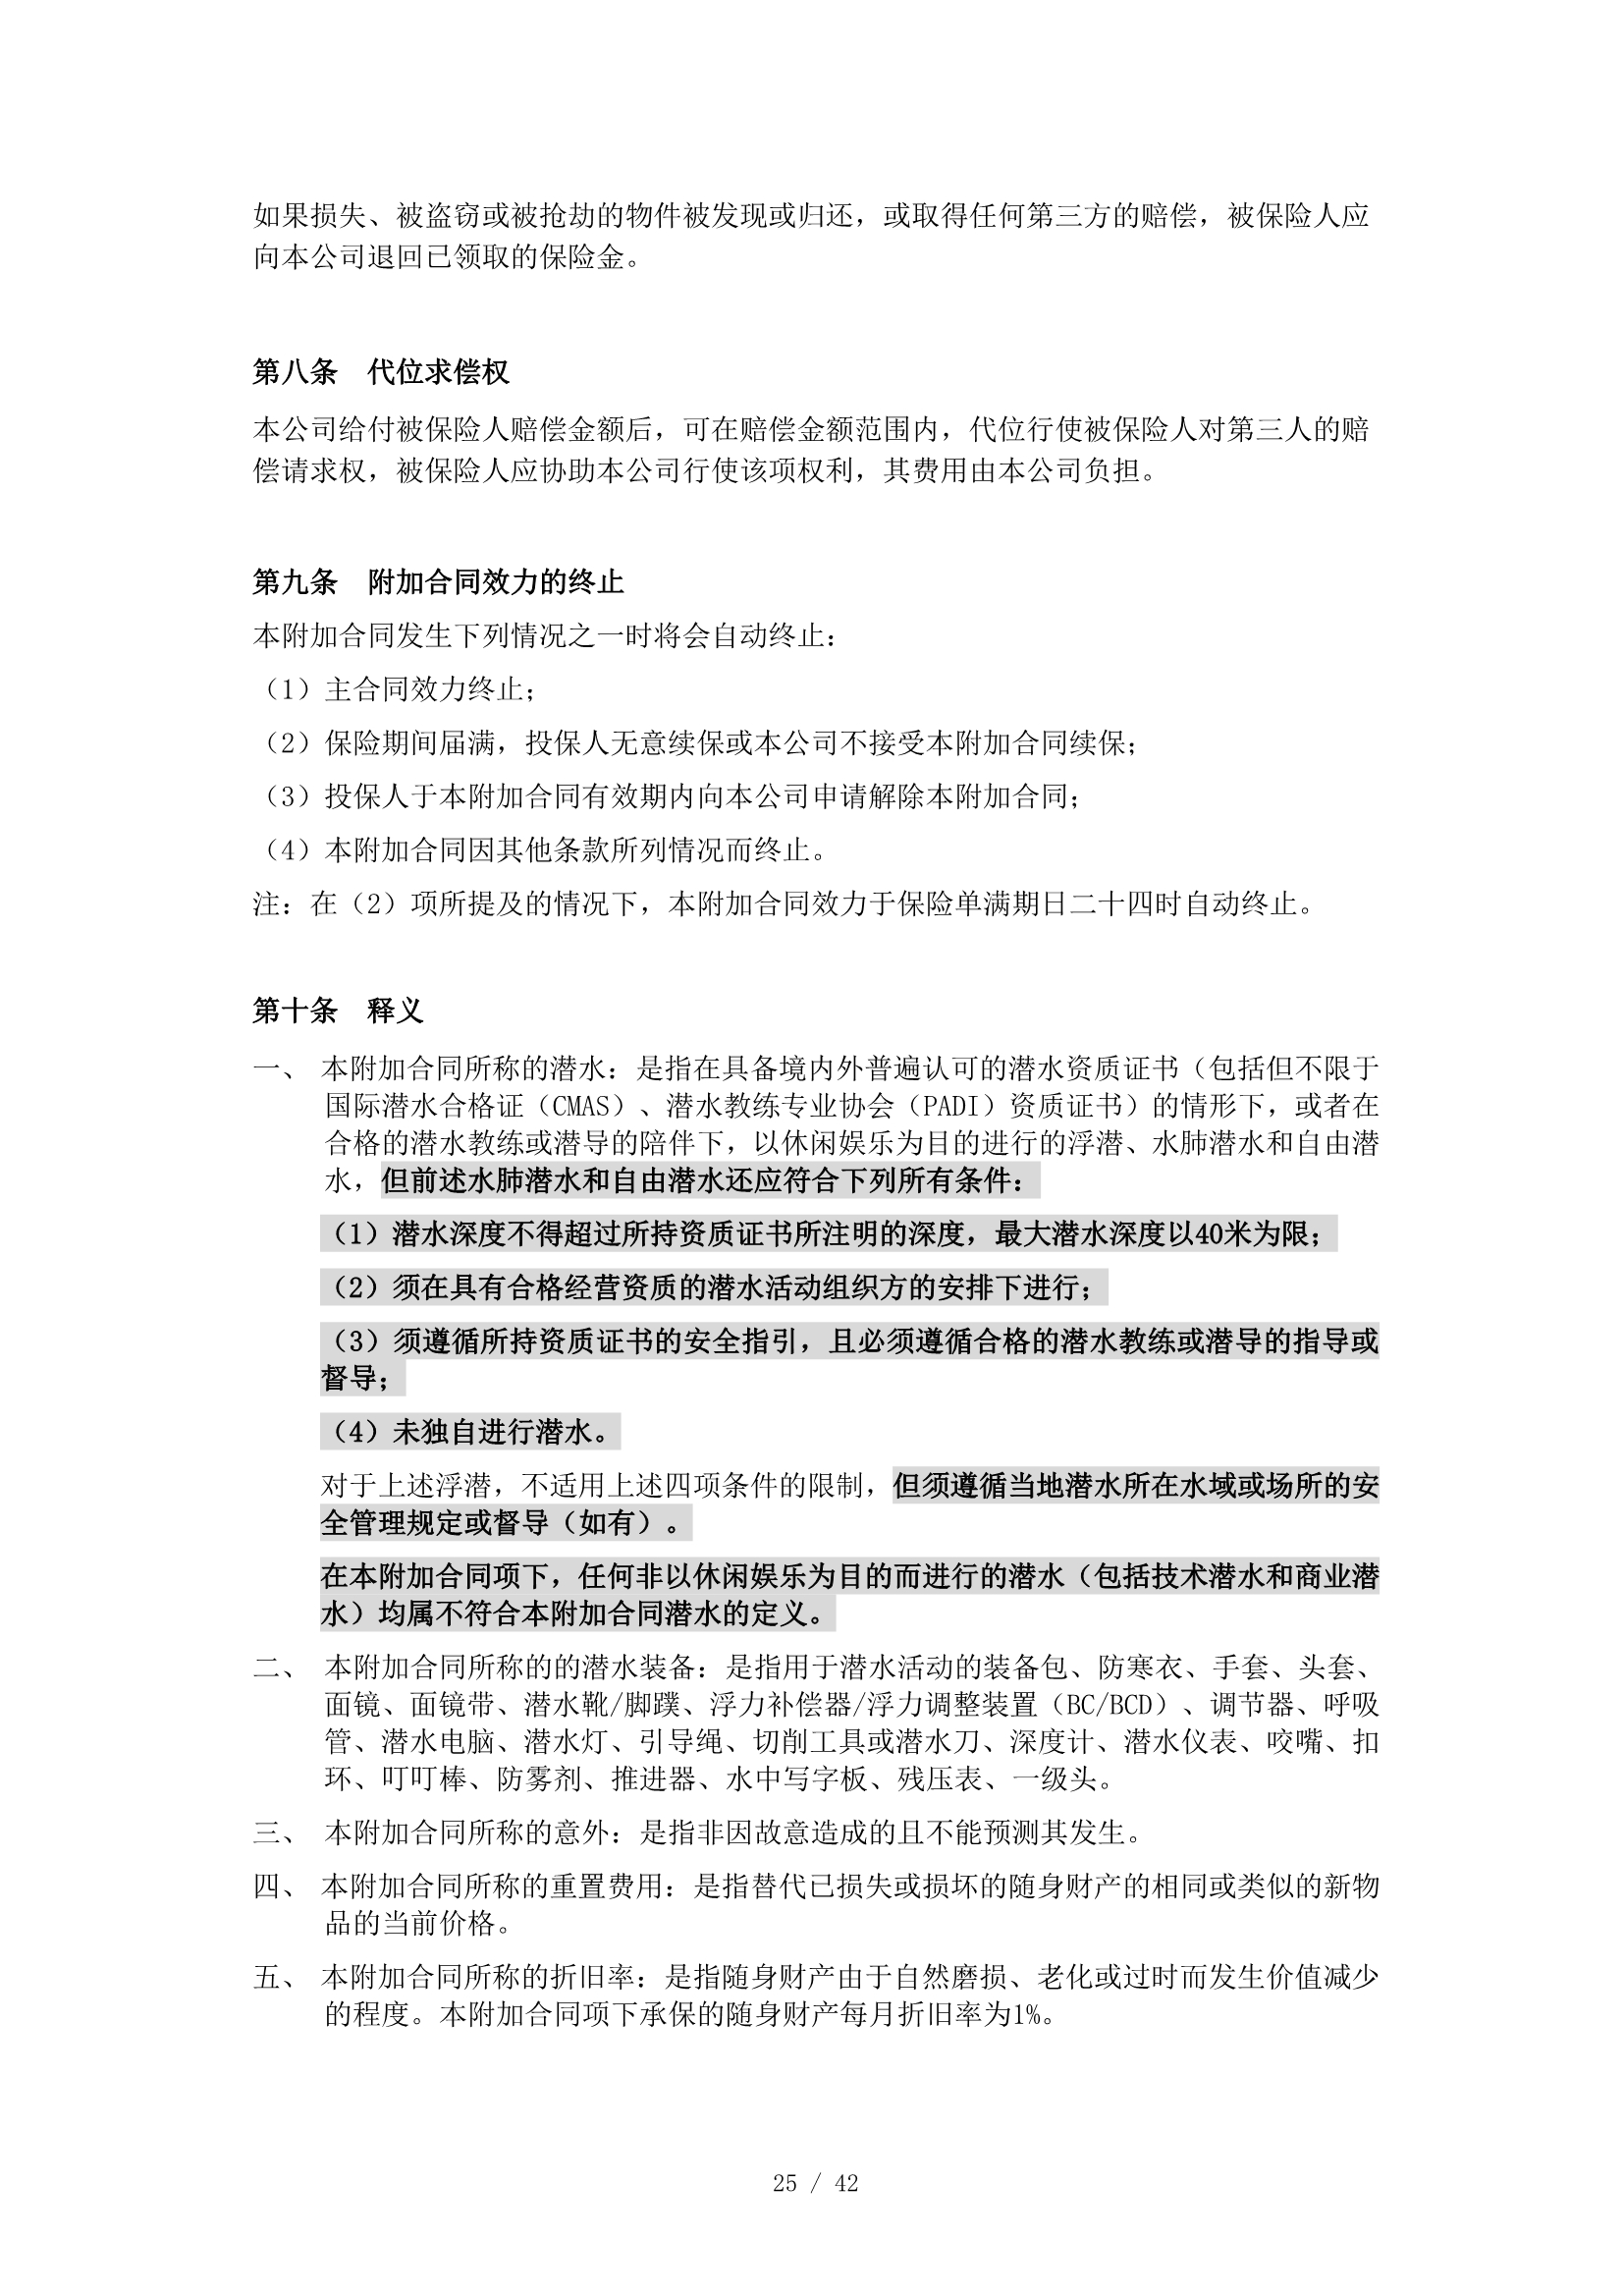 如果损失、被盗窃或被抢劫的物件被发现或归还，或取得任何第三方的赔偿，被保险人应
向本公司退回已领取的保险金。
第八条　代位求偿权
本公司给付被保险人赔偿金额后，可在赔偿金额范围内，代位行使被保险人对第三人的赔
偿请求权，被保险人应协助本公司行使该项权利，其费用由本公司负担。
第九条　附加合同效力的终止
本附加合同发生下列情况之一时将会自动终止：
（1）主合同效力终止；
（2）保险期间届满，投保人无意续保或本公司不接受本附加合同续保；
（3）投保人于本附加合同有效期内向本公司申请解除本附加合同；
（4）本附加合同因其他条款所列情况而终止。
注：在（2）项所提及的情况下，本附加合同效力于保险单满期日二十四时自动终止。
第十条　释义
一、 本附加合同所称的潜水：是指在具备境内外普遍认可的潜水资质证书（包括但不限于
国际潜水合格证（CMAS）、潜水教练专业协会（PADI）资质证书）的情形下，或者在
合格的潜水教练或潜导的陪伴下，以休闲娱乐为目的进行的浮潜、水肺潜水和自由潜
水，但前述水肺潜水和自由潜水还应符合下列所有条件：
（1）潜水深度不得超过所持资质证书所注明的深度，最大潜水深度以40米为限；
（2）须在具有合格经营资质的潜水活动组织方的安排下进行；
（3）须遵循所持资质证书的安全指引，且必须遵循合格的潜水教练或潜导的指导或
督导；
（4）未独自进行潜水。
对于上述浮潜，不适用上述四项条件的限制，但须遵循当地潜水所在水域或场所的安
全管理规定或督导（如有）。
在本附加合同项下，任何非以休闲娱乐为目的而进行的潜水（包括技术潜水和商业潜
水）均属不符合本附加合同潜水的定义。
二、 本附加合同所称的的潜水装备：是指用于潜水活动的装备包、防寒衣、手套、头套、
面镜、面镜带、潜水靴/脚蹼、浮力补偿器/浮力调整装置（BC/BCD）、调节器、呼吸
管、潜水电脑、潜水灯、引导绳、切削工具或潜水刀、深度计、潜水仪表、咬嘴、扣
环、叮叮棒、防雾剂、推进器、水中写字板、残压表、一级头。
三、 本附加合同所称的意外：是指非因故意造成的且不能预测其发生。
四、 本附加合同所称的重置费用：是指替代已损失或损坏的随身财产的相同或类似的新物
品的当前价格。
五、 本附加合同所称的折旧率：是指随身财产由于自然磨损、老化或过时而发生价值减少
的程度。本附加合同项下承保的随身财产每月折旧率为1%。
25 / 42